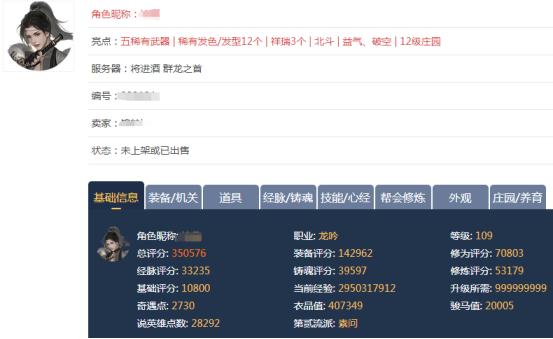 角色昵称：
亮点：五稀有武器 | 稀有发色/发型12个 | 祥瑞3个 | 北斗 | 益气、破空 | 12级庄园
服务器：将进酒 群龙之首
编号：
卖家：
状态：未上架或已出售
基础信息 装备/机关 道具 经脉/铸魂 技能/心经 帮会修炼 外观 庄园/养育
角色昵称： 职业: 龙吟 等级: 109
总评分: 350576 装备评分: 142962 修为评分: 70803
经脉评分: 33235 铸魂评分: 39597 修炼评分: 53179
基础评分: 10800 当前经验: 2950317912 升级所需: 999999999
奇遇点: 2730 衣品值: 407349 骏马值: 20005
说英雄点数: 28292 第贰流派: 素问